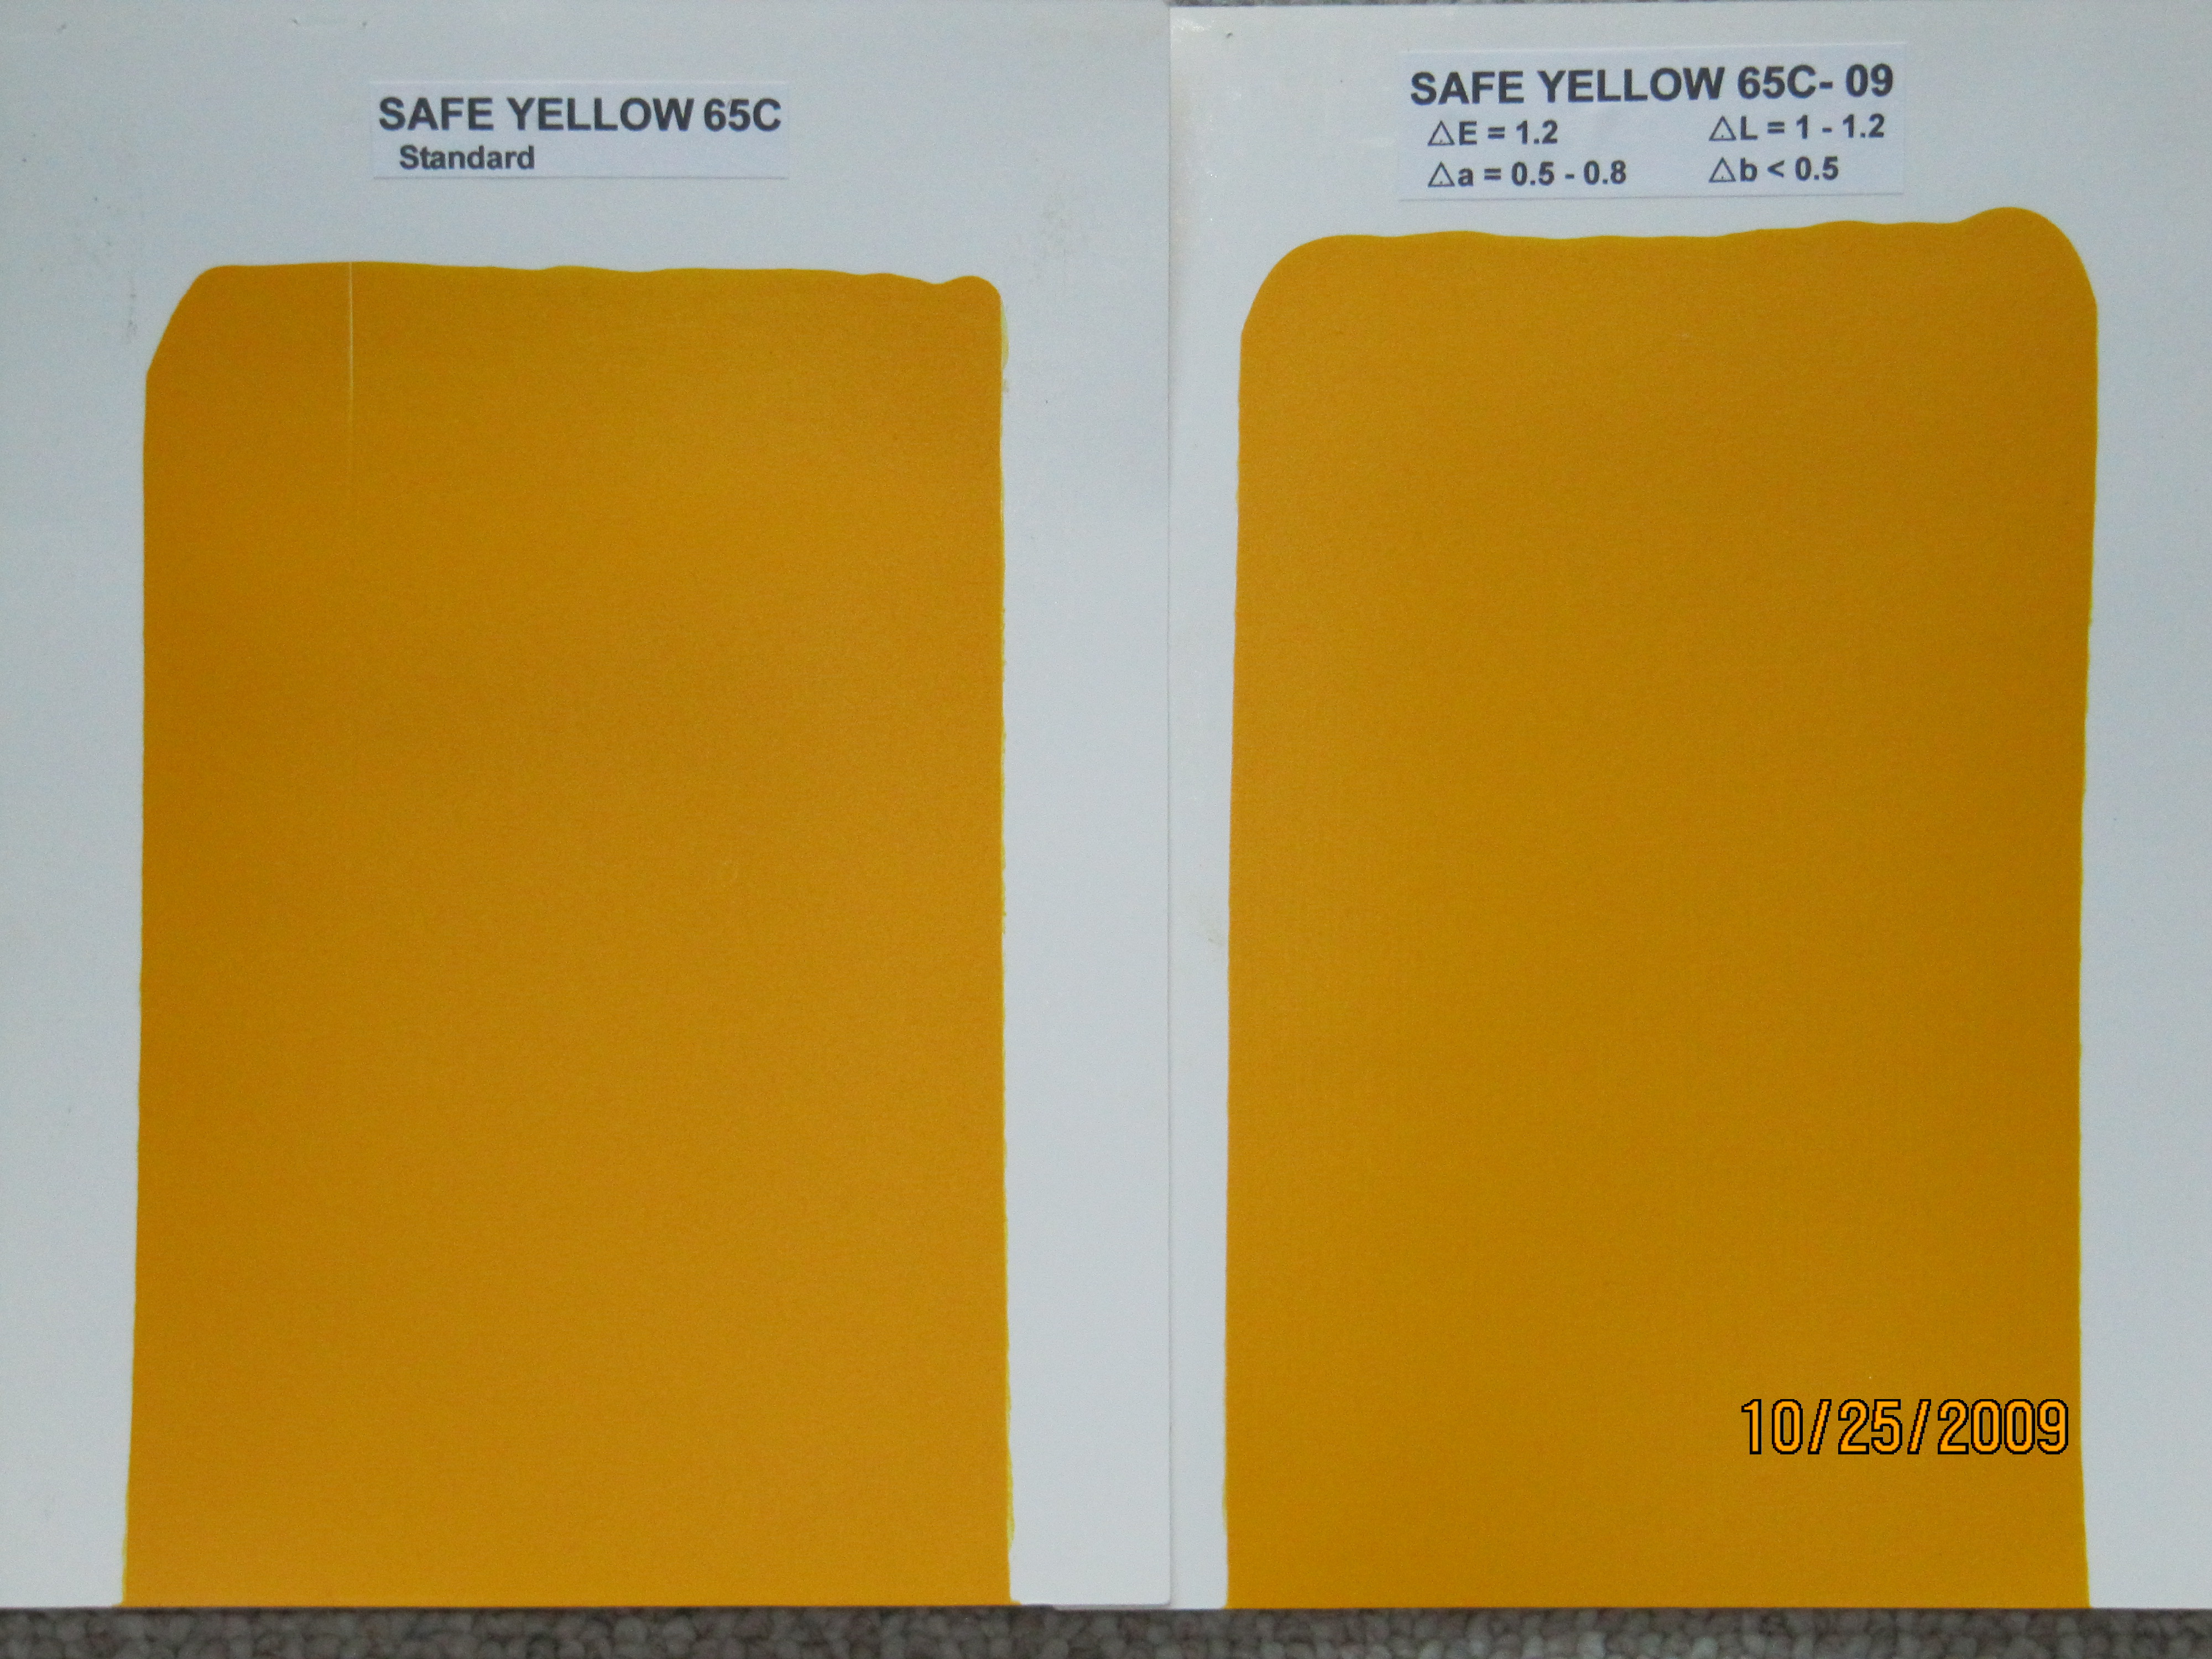 SAFE YELLOW 65C
Standard
SAFE YELLOW 65C- 09
△E = 1.2 △L = 1 - 1.2
△a = 0.5 - 0.8 △b < 0.5
10/25/2009